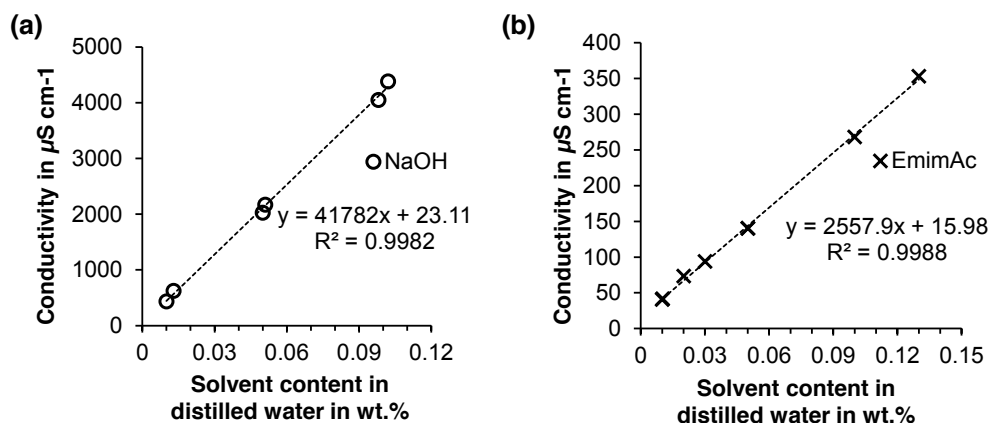 (a)
5000
4000
3000
2000
1000
0
Conductivity in µS cm-1
NaOH
y = 41782x + 23.11
R² = 0.9982
0 0.03 0.06 0.09 0.12
Solvent content in
distilled water in wt.%
(b)
400
350
300
250
200
150
100
50
0
Conductivity in µS cm-1
EmimAc
y = 2557.9x + 15.98
R² = 0.9988
0 0.03 0.06 0.09 0.12 0.15
Solvent content in
distilled water in wt.%